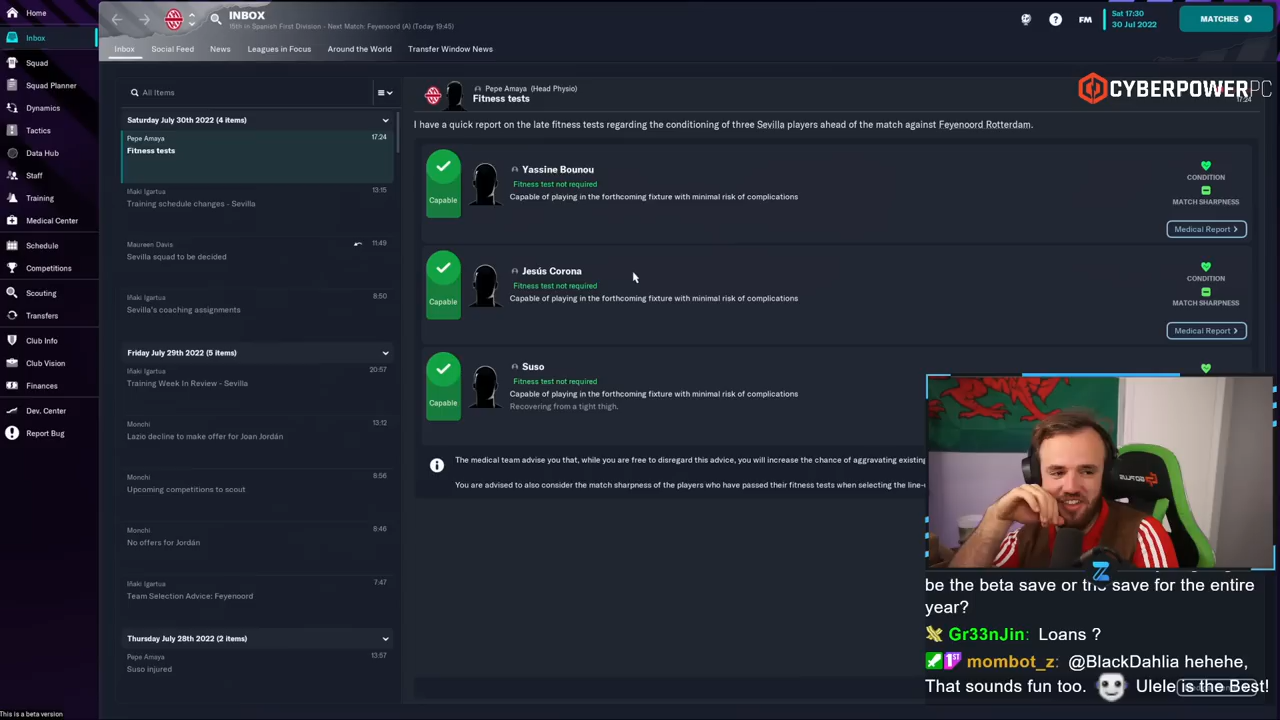 Home
Inbox
Squad
Squad Planner
Dynamics
Tactics
Data Hub
Staff
Training
Medical Center
Schedule
Competitions
Scouting
Transfers
Club Info
Club Vision
Finances
Dev. Center
Report Bug
This is a beta version
INBOX
15th in Spanish First Division - Next Match: Feyenoord (A) (Today 19:45)
FM
Sat 17:30
30 Jul 2022
MATCHES
Inbox
Social Feed
News
Leagues in Focus
Around the World
Transfer Window News
All Items
Saturday July 30th 2022 (4 items)
Pepe Amaya 17:24
Fitness tests
Iñaki Igartua 13:15
Training schedule changes - Sevilla
Maureen Davis 11:49
Sevilla squad to be decided
Iñaki Igartua 8:50
Sevilla's coaching assignments
Friday July 29th 2022 (5 items)
Iñaki Igartua 20:57
Training Week In Review - Sevilla
Monchi 13:12
Lazio decline to make offer for Joan Jordán
Monchi 8:56
Upcoming competitions to scout
Monchi 8:46
No offers for Jordán
Iñaki Igartua 7:47
Team Selection Advice: Feyenoord
Thursday July 28th 2022 (2 items)
Pepe Amaya 13:57
Suso injured
Pepe Amaya (Head Physio)
Fitness tests
CYBERPOWERPC
17:24
I have a quick report on the late fitness tests regarding the conditioning of three Sevilla players ahead of the match against Feyenoord Rotterdam.
Capable
Yassine Bounou
Fitness test not required
Capable of playing in the forthcoming fixture with minimal risk of complications
CONDITION
MATCH SHARPNESS
Medical Report
Capable
Jesús Corona
Fitness test not required
Capable of playing in the forthcoming fixture with minimal risk of complications
CONDITION
MATCH SHARPNESS
Medical Report
Capable
Suso
Fitness test not required
Capable of playing in the forthcoming fixture with minimal risk of complications
Recovering from a tight thigh.
The medical team advise you that, while you are free to disregard this advice, you will increase the chance of aggravating existing
You are advised to also consider the match sharpness of the players who have passed their fitness tests when selecting the line-
be the beta save or the save for the entire
year?
Gr33nJin: Loans ?
mombot_z: @BlackDahlia hehehe,
That sounds fun too. Ulele is the Best!